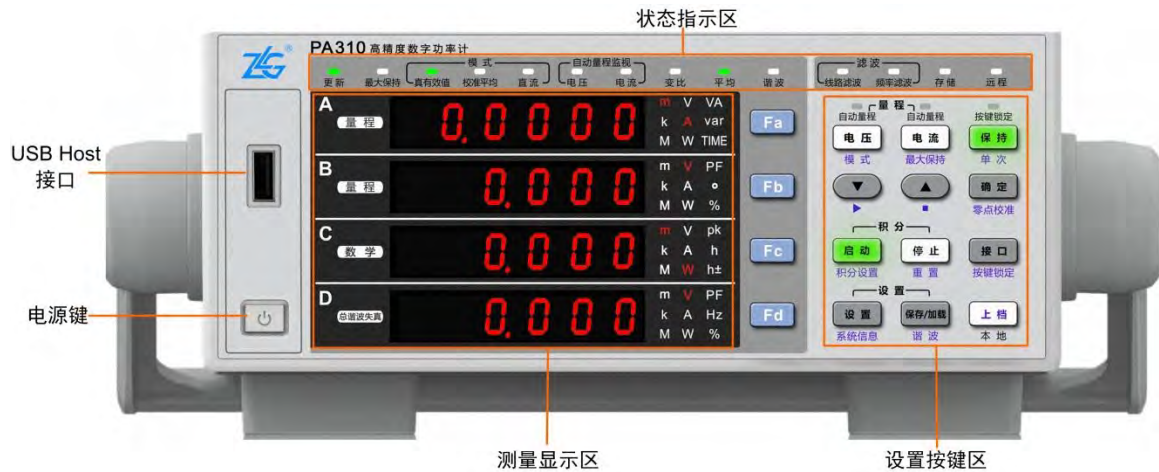 状态指示区
ZLG®
PA310 高精度数字功率计
模式
自动量程监视
滤波
更新 最大保持 真有效值 校准平均 直流 电压 电流 变比 平均 谐波 线路滤波 频率滤波 存储 远程
USB Host
接口
电源键
A
量程
0.0000
m V VA
k A var
M W TIME
Fa
B
量程
0.000
m V PF
k A °
M W %
Fb
C
数学
0.000
m V pk
k A h
M W h±
Fc
D
总谐波失真
0.000
m V PF
k A Hz
M W %
Fd
量程
自动量程 自动量程 按键锁定
电压 电流 保持
模式 最大保持 单次
▼ ▲ 确定
▶ ■ 零点校准
积分
启动 停止 接口
积分设置 重置 按键锁定
设置
设置 保存/加载 上档
系统信息 谐波 本地
测量显示区
设置按键区